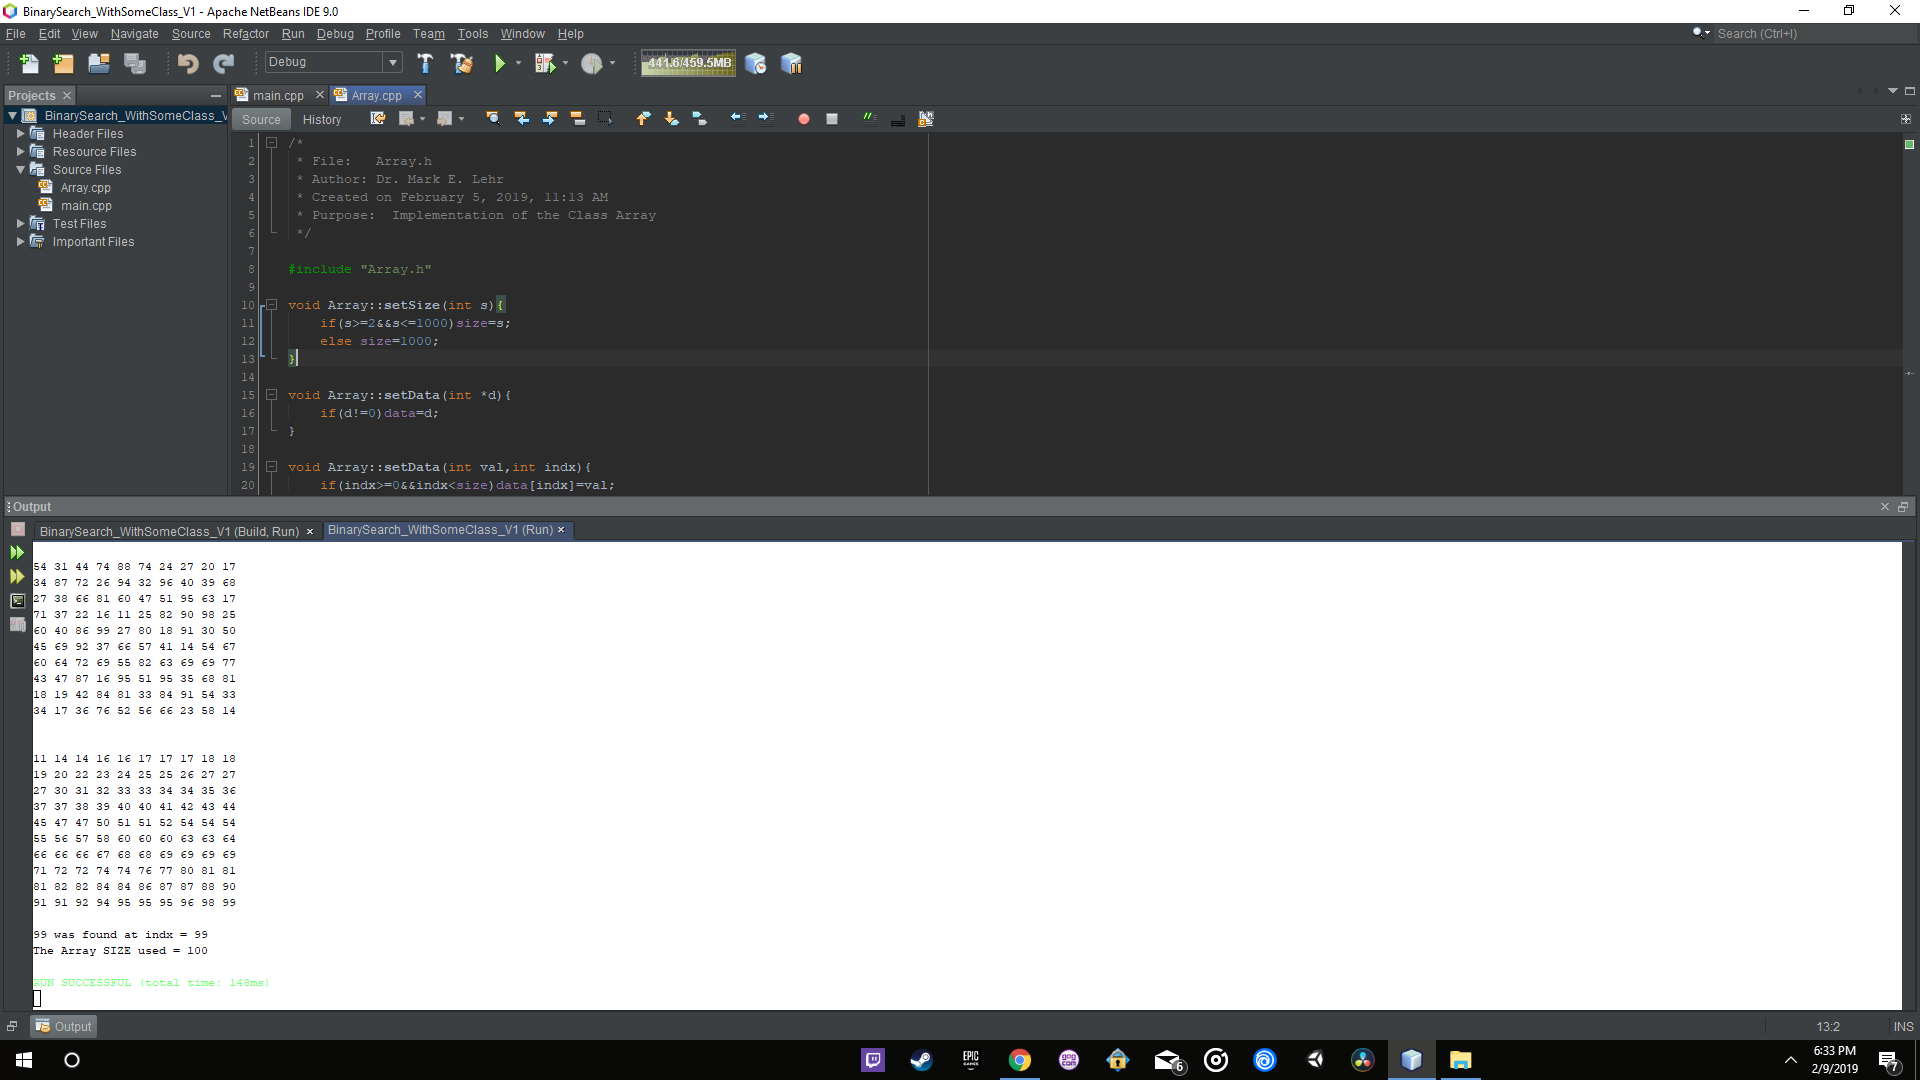 BinarySearch_WithSomeClass_V1 - Apache NetBeans IDE 9.0
File Edit View Navigate Source Refactor Run Debug Profile Team Tools Window Help
Search (Ctrl+I)
Debug
441.6/459.5MB
Projects
main.cpp
Array.cpp
BinarySearch_WithSomeClass_V
Header Files
Resource Files
Source Files
Array.cpp
main.cpp
Test Files
Important Files
Source History
1 /*
2 * File: Array.h
3 * Author: Dr. Mark E. Lehr
4 * Created on February 5, 2019, 11:13 AM
5 * Purpose: Implementation of the Class Array
6 */
7
8 #include "Array.h"
9
10 void Array::setSize(int s){
11 if(s>=2&&s<=1000)size=s;
12 else size=1000;
13 }
14
15 void Array::setData(int *d){
16 if(d!=0)data=d;
17 }
18
19 void Array::setData(int val,int indx){
20 if(indx>=0&&indx<size)data[indx]=val;
Output
BinarySearch_WithSomeClass_V1 (Build, Run)
BinarySearch_WithSomeClass_V1 (Run)
54 31 44 74 88 74 24 27 20 17
34 87 72 26 94 32 96 40 39 68
27 38 66 81 60 47 51 95 63 17
71 37 22 16 11 25 82 90 98 25
60 40 86 99 27 80 18 91 30 50
45 69 92 37 66 57 41 14 54 67
60 64 72 69 55 82 63 69 69 77
43 47 87 16 95 51 95 35 68 81
18 19 42 84 81 33 84 91 54 33
34 17 36 76 52 56 66 23 58 14
11 14 14 16 16 17 17 17 18 18
19 20 22 23 24 25 25 26 27 27
27 30 31 32 33 33 34 34 35 36
37 37 38 39 40 40 41 42 43 44
45 47 47 50 51 51 52 54 54 54
55 56 57 58 60 60 60 63 63 64
66 66 66 67 68 68 69 69 69 69
71 72 72 74 74 76 77 80 81 81
81 82 82 84 84 86 87 87 88 90
91 91 92 94 95 95 95 96 98 99
99 was found at indx = 99
The Array SIZE used = 100
RUN SUCCESSFUL (total time: 148ms)
Output
13:2
INS
EPIC GAMES
gog com
6
6:33 PM
2/9/2019
7